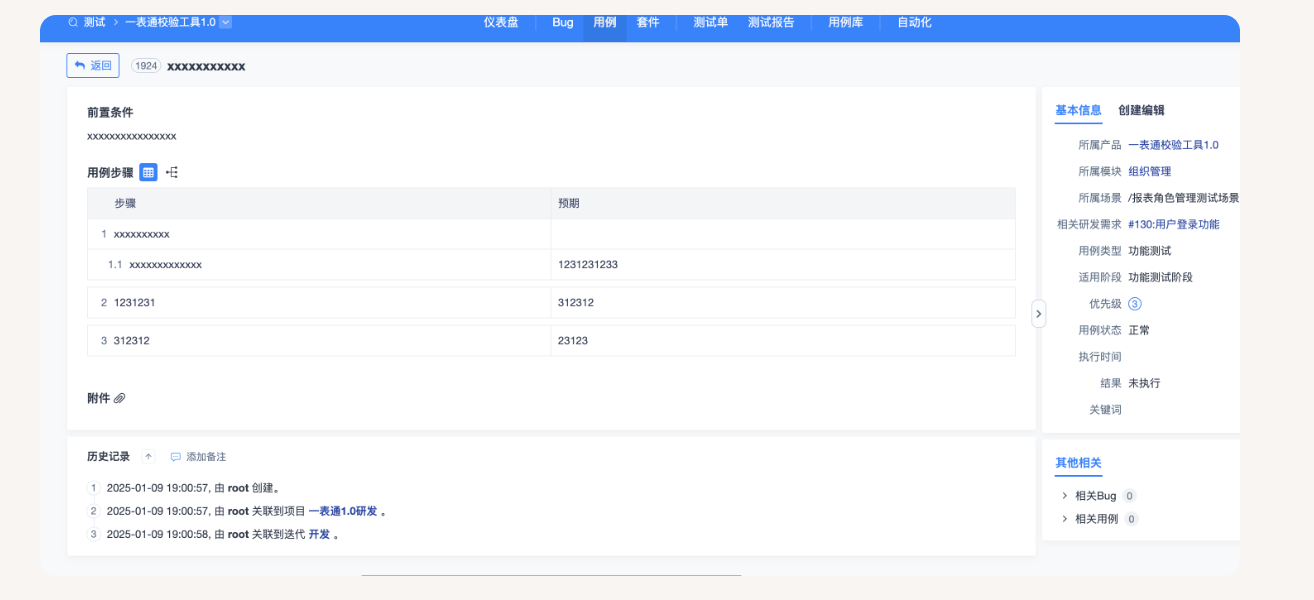 测试 > 一表通校验工具1.0 仪表盘 Bug 用例 套件 测试单 测试报告 用例库 自动化
返回 1924 xxxxxxxxxxx
前置条件
xxxxxxxxxxxxxxxx
用例步骤
步骤 预期
1 xxxxxxxxxx
1.1 xxxxxxxxxxxxx 1231231233
2 1231231 312312
3 312312 23123
附件
历史记录 添加备注
1 2025-01-09 19:00:57, 由 root 创建。
2 2025-01-09 19:00:57, 由 root 关联到项目 一表通1.0研发 。
3 2025-01-09 19:00:58, 由 root 关联到迭代 开发 。
基本信息 创建编辑
所属产品 一表通校验工具1.0
所属模块 组织管理
所属场景 /报表角色管理测试场景
相关研发需求 #130:用户登录功能
用例类型 功能测试
适用阶段 功能测试阶段
优先级 3
用例状态 正常
执行时间
结果 未执行
关键词
其他相关
相关Bug 0
相关用例 0